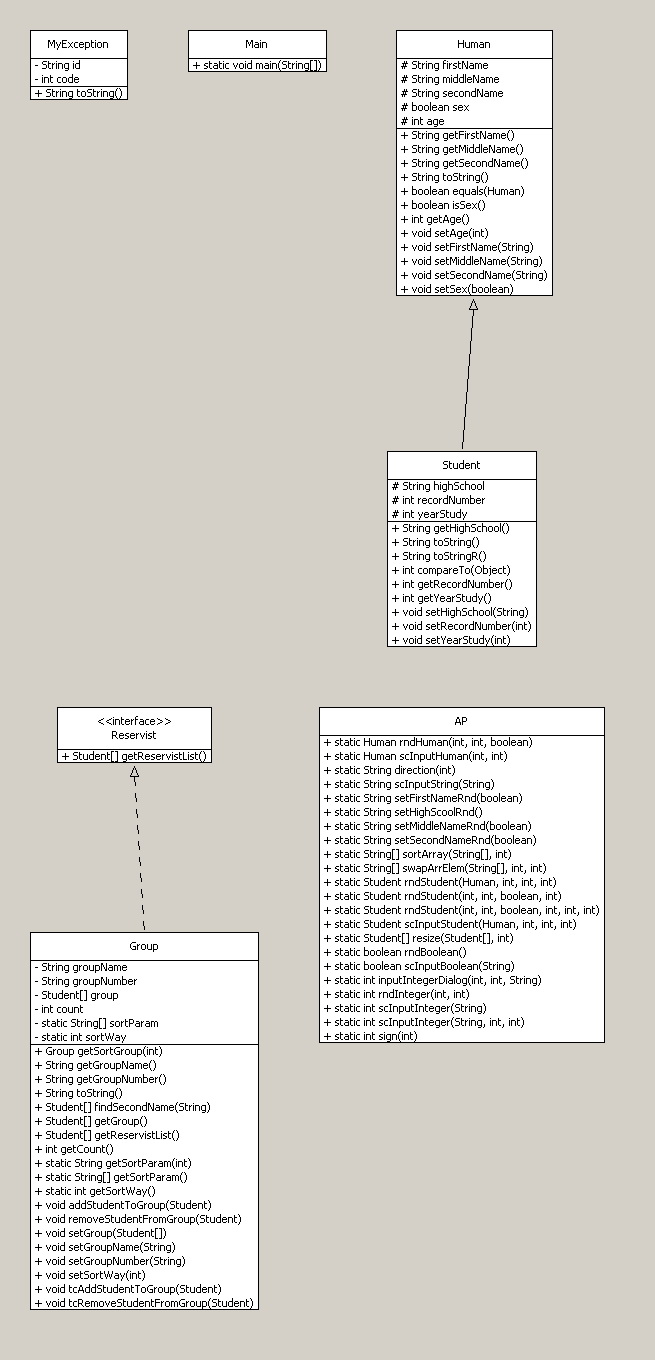 MyException
- String id
- int code
+ String toString()
Main
+ static void main(String[])
Human
# String firstName
# String middleName
# String secondName
# boolean sex
# int age
+ String getFirstName()
+ String getMiddleName()
+ String getSecondName()
+ String toString()
+ boolean equals(Human)
+ boolean isSex()
+ int getAge()
+ void setAge(int)
+ void setFirstName(String)
+ void setMiddleName(String)
+ void setSecondName(String)
+ void setSex(boolean)
Student
# String highSchool
# int recordNumber
# int yearStudy
+ String getHighSchool()
+ String toString()
+ String toStringR()
+ int compareTo(Object)
+ int getRecordNumber()
+ int getYearStudy()
+ void setHighSchool(String)
+ void setRecordNumber(int)
+ void setYearStudy(int)
<<interface>>
Reservist
+ Student[] getReservistList()
AP
+ static Human rndHuman(int, int, boolean)
+ static Human scInputHuman(int, int)
+ static String direction(int)
+ static String scInputString(String)
+ static String setFirstNameRnd(boolean)
+ static String setHighScoolRnd()
+ static String setMiddleNameRnd(boolean)
+ static String setSecondNameRnd(boolean)
+ static String[] sortArray(String[], int)
+ static String[] swapArrElem(String[], int, int)
+ static Student rndStudent(Human, int, int, int)
+ static Student rndStudent(int, int, boolean, int)
+ static Student rndStudent(int, int, boolean, int, int, int)
+ static Student scInputStudent(Human, int, int, int)
+ static Student[] resize(Student[], int)
+ static boolean rndBoolean()
+ static boolean scInputBoolean(String)
+ static int inputIntegerDialog(int, int, String)
+ static int rndInteger(int, int)
+ static int scInputInteger(String)
+ static int scInputInteger(String, int, int)
+ static int sign(int)
Group
- String groupName
- String groupNumber
- Student[] group
- int count
- static String[] sortParam
- static int sortWay
+ Group getSortGroup(int)
+ String getGroupName()
+ String getGroupNumber()
+ String toString()
+ Student[] findSecondName(String)
+ Student[] getGroup()
+ Student[] getReservistList()
+ int getCount()
+ static String getSortParam(int)
+ static String[] getSortParam()
+ static int getSortWay()
+ void addStudentToGroup(Student)
+ void removeStudentFromGroup(Student)
+ void setGroup(Student[])
+ void setGroupName(String)
+ void setGroupNumber(String)
+ void setSortWay(int)
+ void tcAddStudentToGroup(Student)
+ void tcRemoveStudentFromGroup(Student)